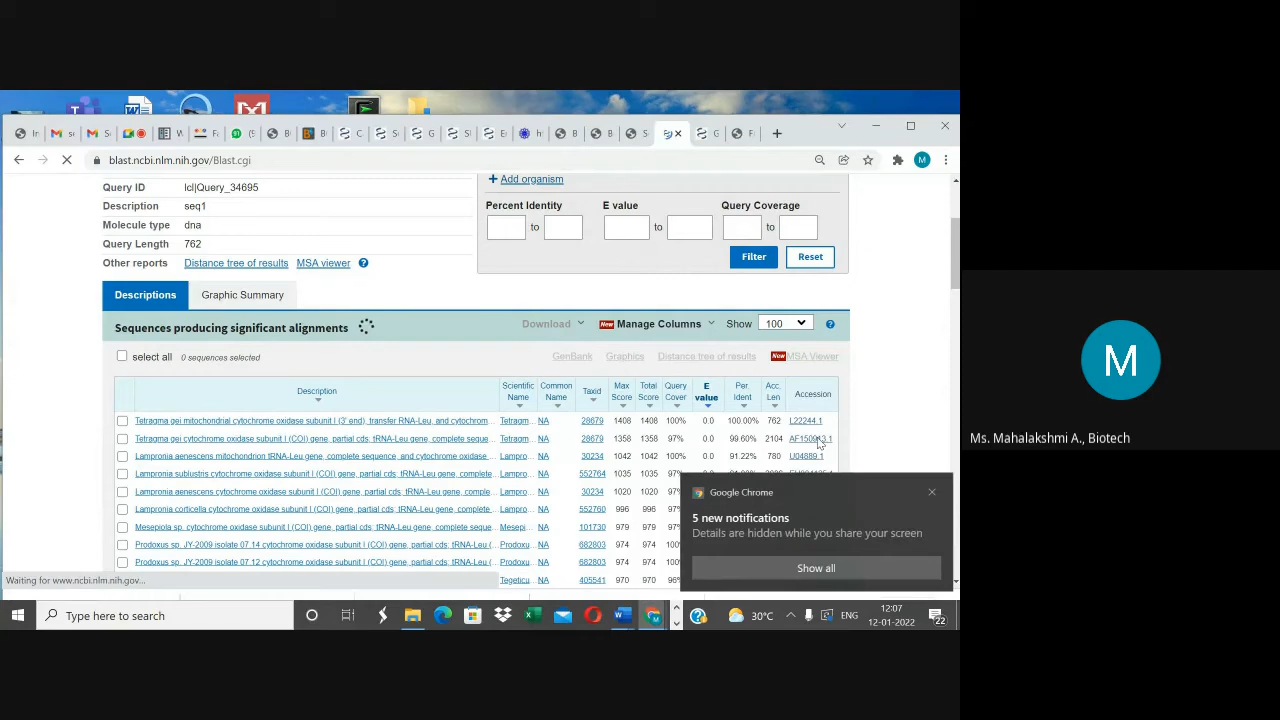 blast.ncbi.nlm.nih.gov/Blast.cgi
Query ID lcl|Query_34695
Description seq1
Molecule type dna
Query Length 762
Other reports Distance tree of results MSA viewer ?
+ Add organism
Percent Identity E value Query Coverage
to to to
Filter Reset
Descriptions Graphic Summary
Sequences producing significant alignments Download New Manage Columns Show 100 ?
select all 0 sequences selected GenBank Graphics Distance tree of results New MSA Viewer
Description Scientific Name Common Name Taxid Max Score Total Score Query Cover E value Per. Ident Acc. Len Accession
Tetragma gei mitochondrial cytochrome oxidase subunit I (3' end), transfer RNA-Leu, and cytochrom... Tetragm... NA 28679 1408 1408 100% 0.0 100.00% 762 L22244.1
Tetragma gei cytochrome oxidase subunit I (COI) gene, partial cds; tRNA-Leu gene, complete seque... Tetragm... NA 28679 1358 1358 97% 0.0 99.60% 2104
Lampronia aenescens mitochondrion tRNA-Leu gene, complete sequence, and cytochrome oxidase... Lampro... NA 30234 1042 1042 100% 0.0 91.22% 780 U04889.1
Lampronia sublustris cytochrome oxidase subunit I (COI) gene, partial cds; tRNA-Leu gene, comple... Lampro... NA 552764 1035 1035 97%
Lampronia aenescens cytochrome oxidase subunit I (COI) gene, partial cds; tRNA-Leu gene, comple... Lampro... NA 30234 1020 1020 97%
Lampronia corticella cytochrome oxidase subunit I (COI) gene, partial cds; tRNA-Leu gene, complet... Lampro... NA 552760 996 996 97%
Mesepiola sp. cytochrome oxidase subunit I (COI) gene, partial cds; tRNA-Leu gene, complete seque... Mesepi... NA 101730 979 979 97%
Prodoxus sp. JY-2009 isolate 07.14 cytochrome oxidase subunit I (COI) gene, partial cds; tRNA-Leu (... Prodoxu... NA 682803 974 974 100%
Prodoxus sp. JY-2009 isolate 07.12 cytochrome oxidase subunit I (COI) gene, partial cds; tRNA-Leu (... Prodoxu... NA 682803 974 974 100%
Tegeticu... NA 405541 970 970 96%
Waiting for www.ncbi.nlm.nih.gov...
Google Chrome
5 new notifications
Details are hidden while you share your screen
Show all
Type here to search 30°C ENG 12:07
12-01-2022 22
M
Ms. Mahalakshmi A., Biotech